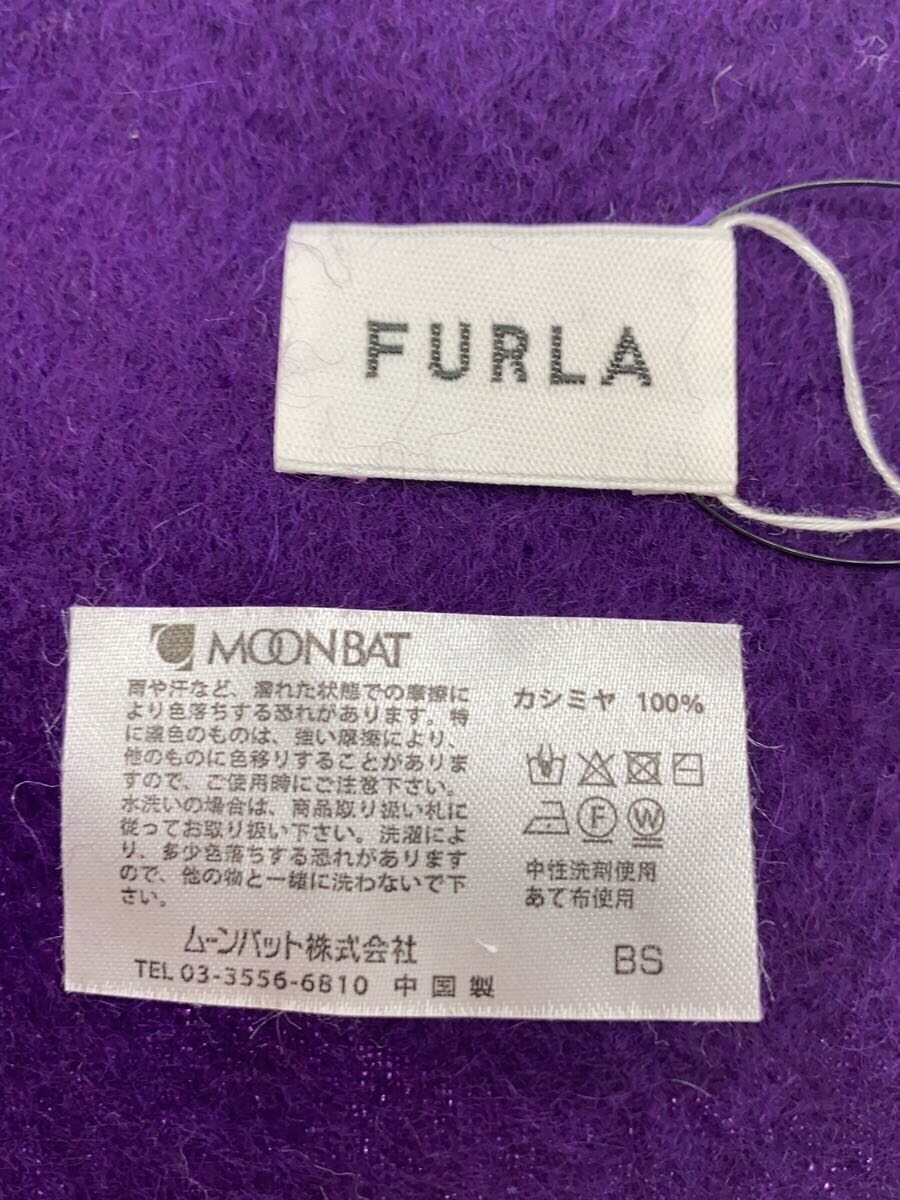 FURLA
MOONBAT
雨や汗など、濡れた状態での摩擦に
より色落ちする恐れがあります。特
に濃色のものは、強い摩擦により、
他のものに色移りすることがありま
すので、ご使用時にご注意下さい。
水洗いの場合は、商品取り扱い札に
従ってお取り扱い下さい。洗濯によ
り、多少色落ちする恐れがあります
ので、他の物と一緒に洗わないで下
さい。
カシミヤ 100%
F
W
中性洗剤使用
あて布使用
ムーンバット株式会社
TEL 03-3556-6810 中国製
BS